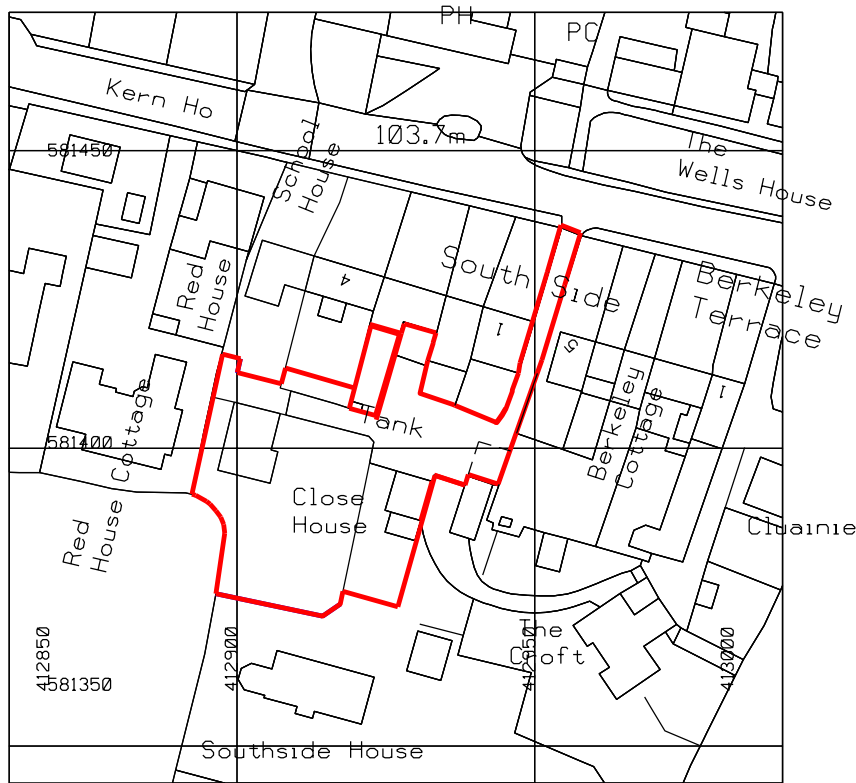 PH
PC
Kern Ho
103.7m
581450
School
House
The
Wells House
South Side
Berkeley
Terrace
Red
House
4
1
5
1
Tank
Berkeley
Cottage
581400
Red
House Cottage
Close
House
Cluainie
The
Croft
412850
412900
412950
413000
581350
Southside House